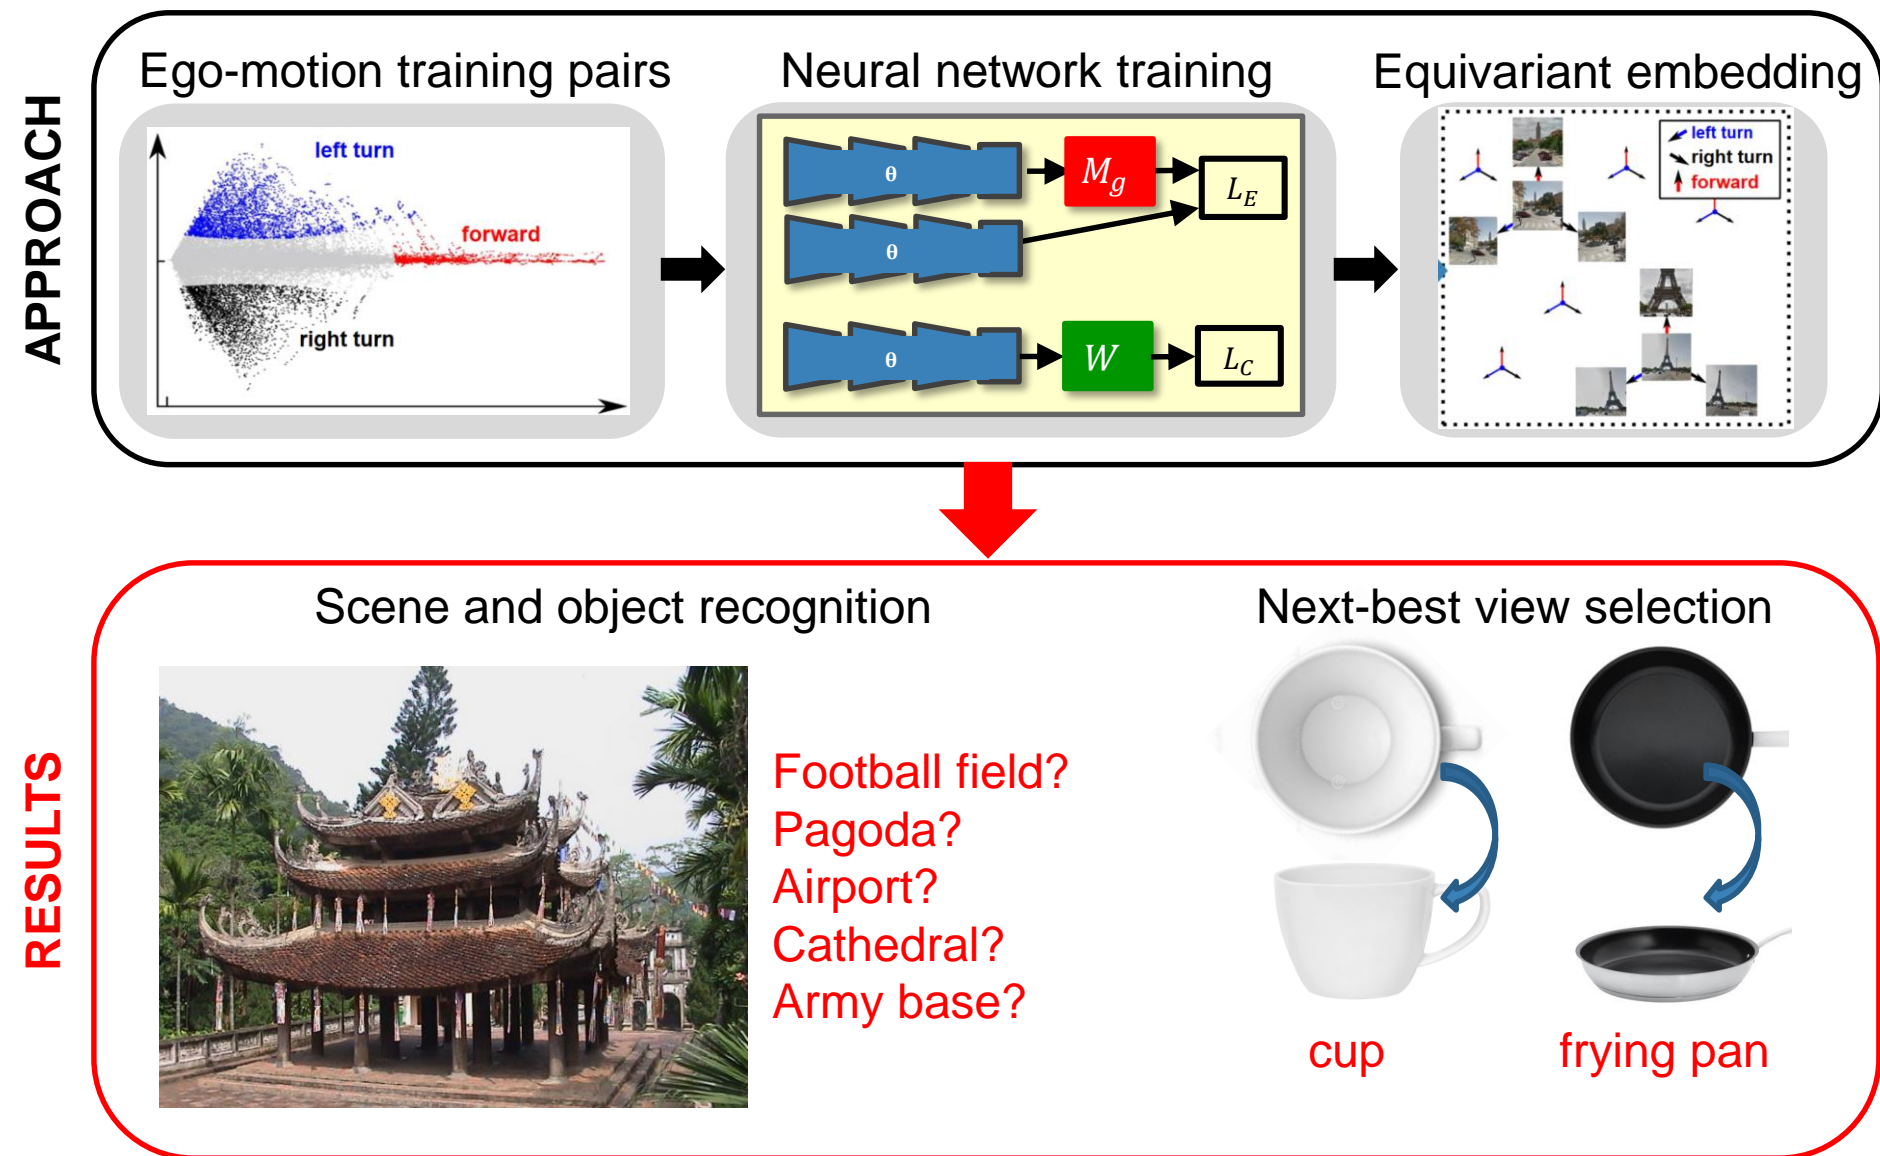 APPROACH
Ego-motion training pairs
Neural network training
Equivariant embedding
left turn
forward
right turn
θ
M_g
L_E
θ
θ
W
L_C
left turn
right turn
forward
RESULTS
Scene and object recognition
Next-best view selection
Football field?
Pagoda?
Airport?
Cathedral?
Army base?
cup
frying pan